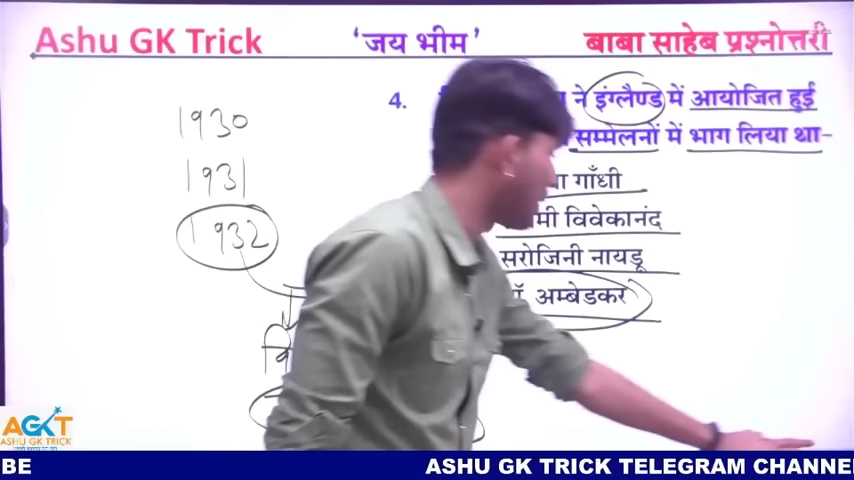 Ashu GK Trick
‘जय भीम’
बाबा साहेब प्रश्नोत्तरी
1930
1931
1932
4.
ने इंग्लैण्ड में आयोजित हुई
सम्मेलनों में भाग लिया था-
गाँधी
विवेकानंद
सरोजिनी नायडू
अम्बेडकर
AGKT
ASHU GK TRICK
BE
ASHU GK TRICK TELEGRAM CHANNE